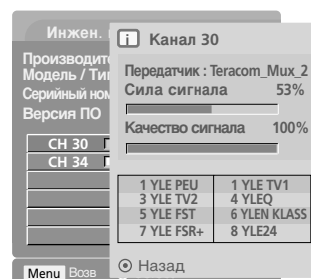 Инжен.
i Канал 30
Производит
Модель / Ти
Серийный ном
Версия ПО
Передатчик : Teracom_Mux_2
Сила сигнала 53%
Качество сигнала 100%
CH 30
CH 34
1 YLE PEU 1 YLE TV1
3 YLE TV2 4 YLEQ
5 YLE FST 6 YLEN KLASS
7 YLE FSR+ 8 YLE24
Назад
Menu Возв